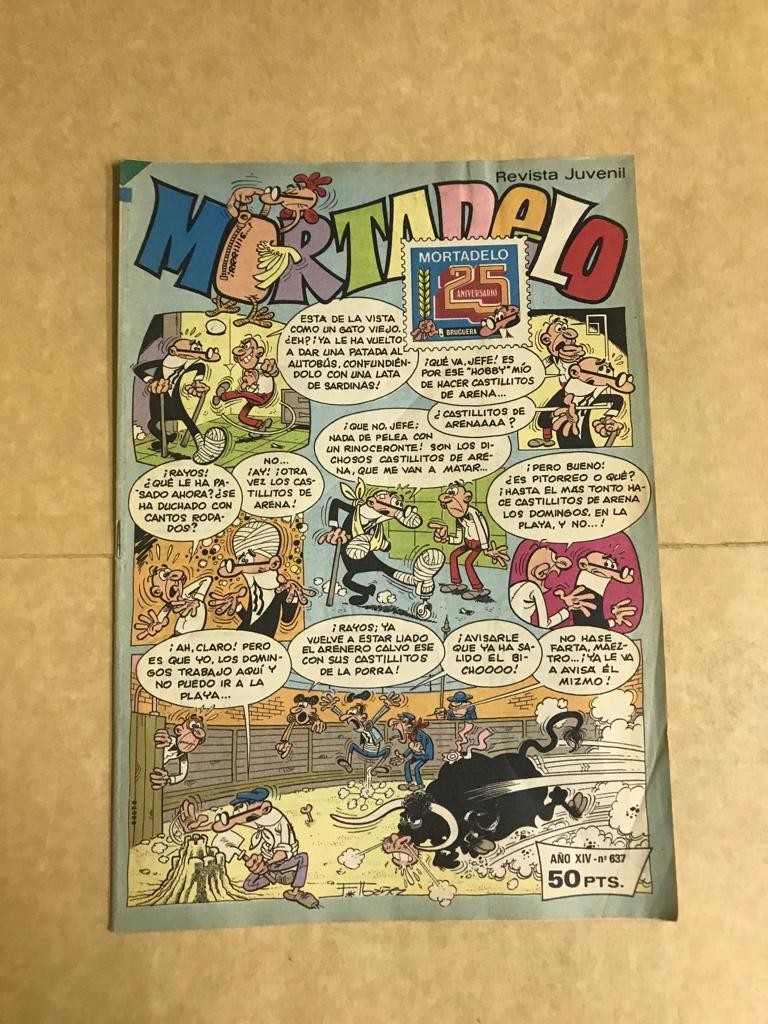 Revista Juvenil
MORTADELO
¡RRRIIIIS...
MORTADELO
25
ANIVERSARIO
BRUGUERA
ESTÁ DE LA VISTA
COMO UN GATO VIEJO,
¿EH? ¡YA LE HA VUELTO
A DAR UNA PATADA AL
AUTOBÚS, CONFUNDIÉN-
DOLO CON UNA LATA
DE SARDINAS!
¡QUÉ VA, JEFE! ES
POR ESE "HOBBY" MÍO
DE HACER CASTILLITOS
DE ARENA...
¿CASTILLITOS DE
ARENAAAA?
¡RAYOS!
¿QUÉ LE HA PA-
SADO AHORA? ¿SE
HA DUCHADO CON
CANTOS RODA-
DOS?
NO...
¡AY! ¡OTRA
VEZ LOS CAS-
TILLITOS DE
ARENA!
¡QUE NO, JEFE;
NADA DE PELEA CON
UN RINOCERONTE! SON LOS DI-
CHOSOS CASTILLITOS DE ARE-
NA, QUE ME VAN A MATAR...
¡PERO BUENO!
¿ES PITORREO O QUÉ?
¡HASTA EL MÁS TONTO HA-
CE CASTILLITOS DE ARENA
LOS DOMINGOS, EN LA
PLAYA, Y NO...!
¡AH, CLARO! PERO
ES QUE YO, LOS DOMIN-
GOS TRABAJO AQUÍ Y
NO PUEDO IR A LA
PLAYA...
¡RAYOS; YA
VUELVE A ESTAR LIADO
EL ARENERO CALVO ESE
CON SUS CASTILLITOS
DE LA PORRA!
¡AVISARLE
QUE YA HA SA-
LIDO EL BI-
CHOOOO!
NO HASE
FARTA, MAEZ-
TRO... ¡YA LE VA
A AVISÁ ÉL
MIZMO!
AÑO XIV - nº 637
50 PTS.